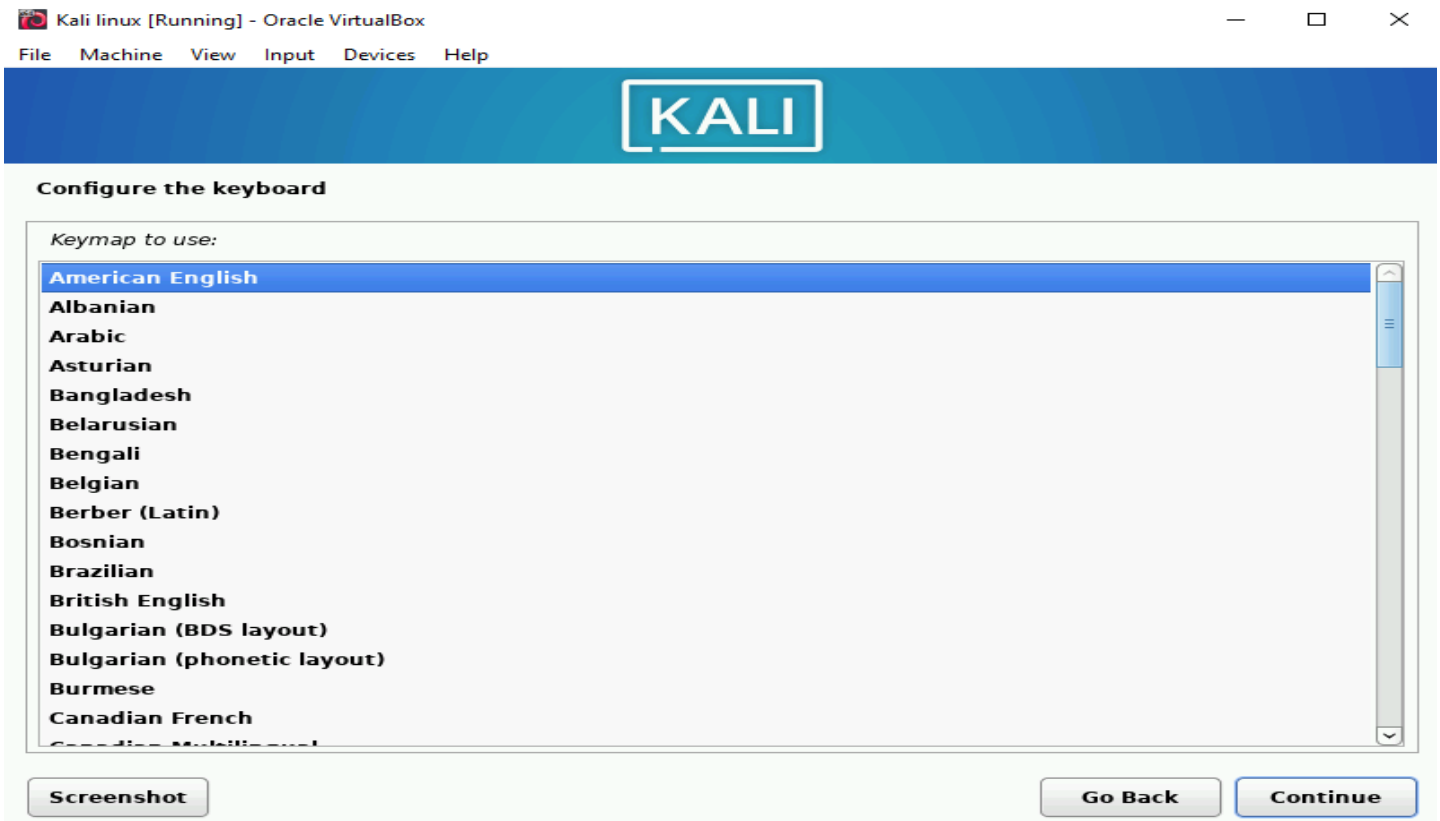 Kali linux [Running] - Oracle VirtualBox
File Machine View Input Devices Help
KALI
Configure the keyboard
Keymap to use:
American English
Albanian
Arabic
Asturian
Bangladesh
Belarusian
Bengali
Belgian
Berber (Latin)
Bosnian
Brazilian
British English
Bulgarian (BDS layout)
Bulgarian (phonetic layout)
Burmese
Canadian French
Canadian Multilingual
Screenshot Go Back Continue